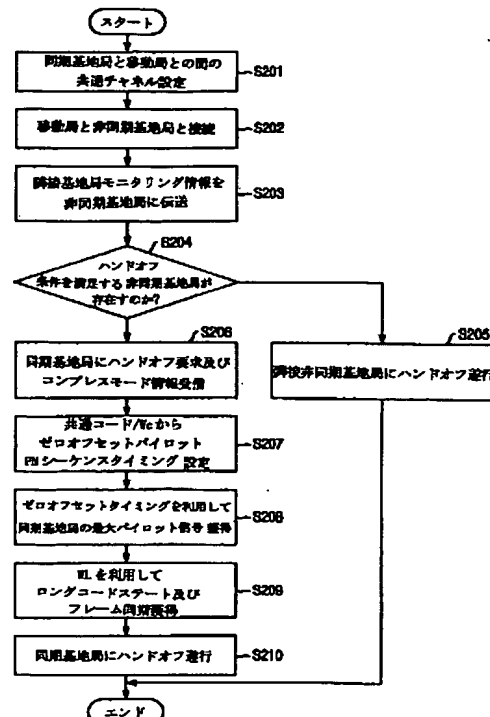 スタート
同期基地局と移動局との間の
共通チャネル設定
S201
移動局と非同期基地局と接続
S202
隣接基地局モニタリング情報を
非同期基地局に伝送
S203
S204
ハンドオフ
条件を満足する非同期基地局が
存在すのか?
S206
同期基地局にハンドオフ要求及び
コンプレスモード情報受信
S205
隣接非同期基地局にハンドオフ遂行
共通コード/Wcから
ゼロオフセットパイロット
PNシーケンスタイミング 設定
S207
ゼロオフセットタイミングを利用して
同期基地局の最大パイロット信号 獲得
S208
WLを利用して
ロングコードステート及び
フレーム同期獲得
S209
同期基地局にハンドオフ遂行
S210
エンド